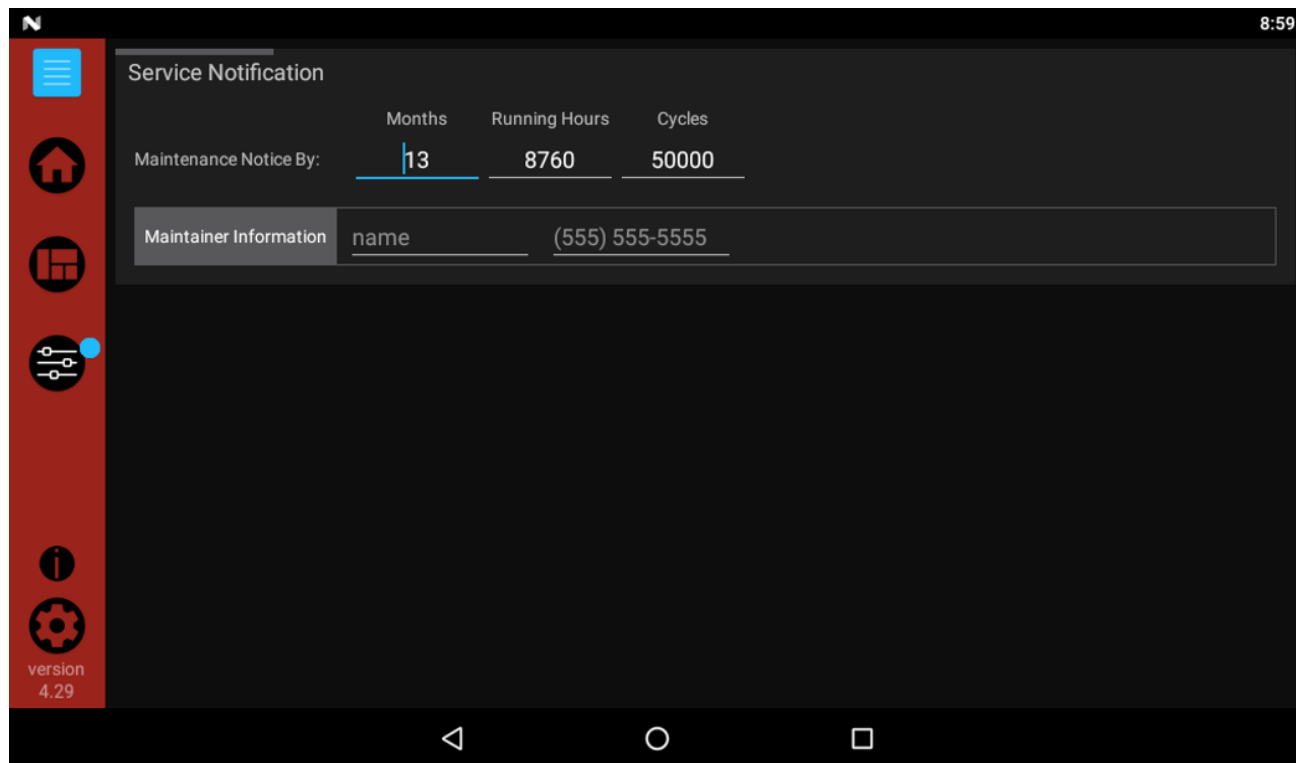 8:59
Service Notification
Months Running Hours Cycles
Maintenance Notice By: 13 8760 50000
Maintainer Information name (555) 555-5555
version
4.29